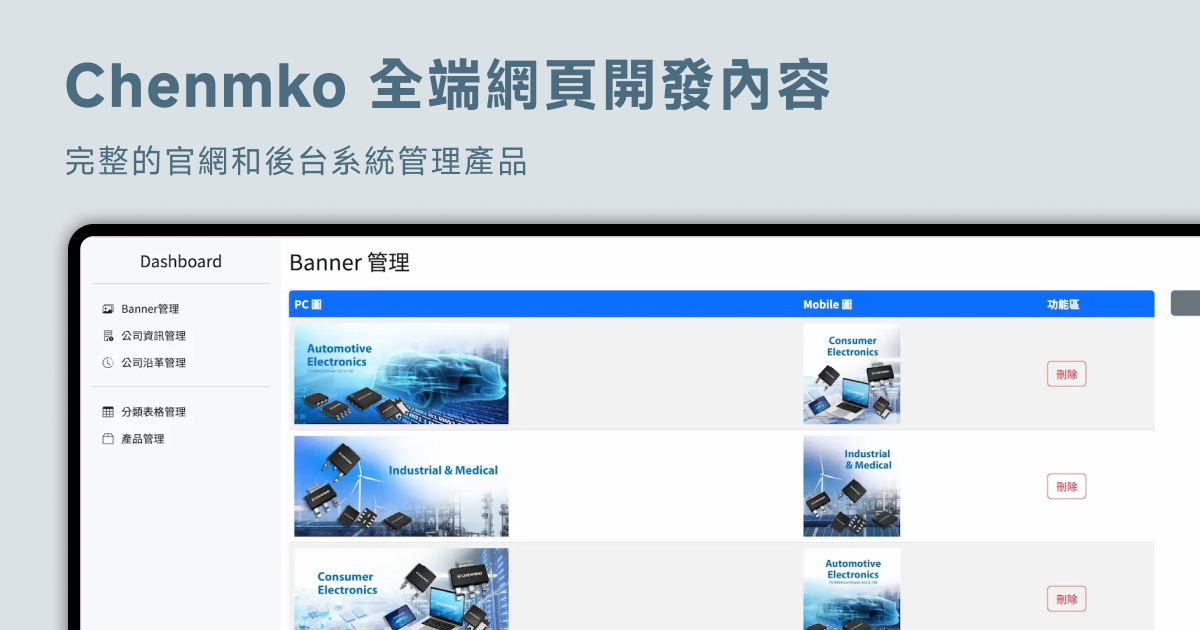 Chenmko 全端網頁開發內容
完整的官網和後台系統管理產品
Dashboard
Banner管理
公司資訊管理
公司沿革管理
分類表格管理
產品管理
Banner 管理
PC 圖 Mobile 圖 功能區
Automotive
Electronics
Consumer
Electronics
刪除
Industrial & Medical
Industrial
& Medical
刪除
Consumer
Electronics
CHENMKO
Automotive
Electronics
刪除